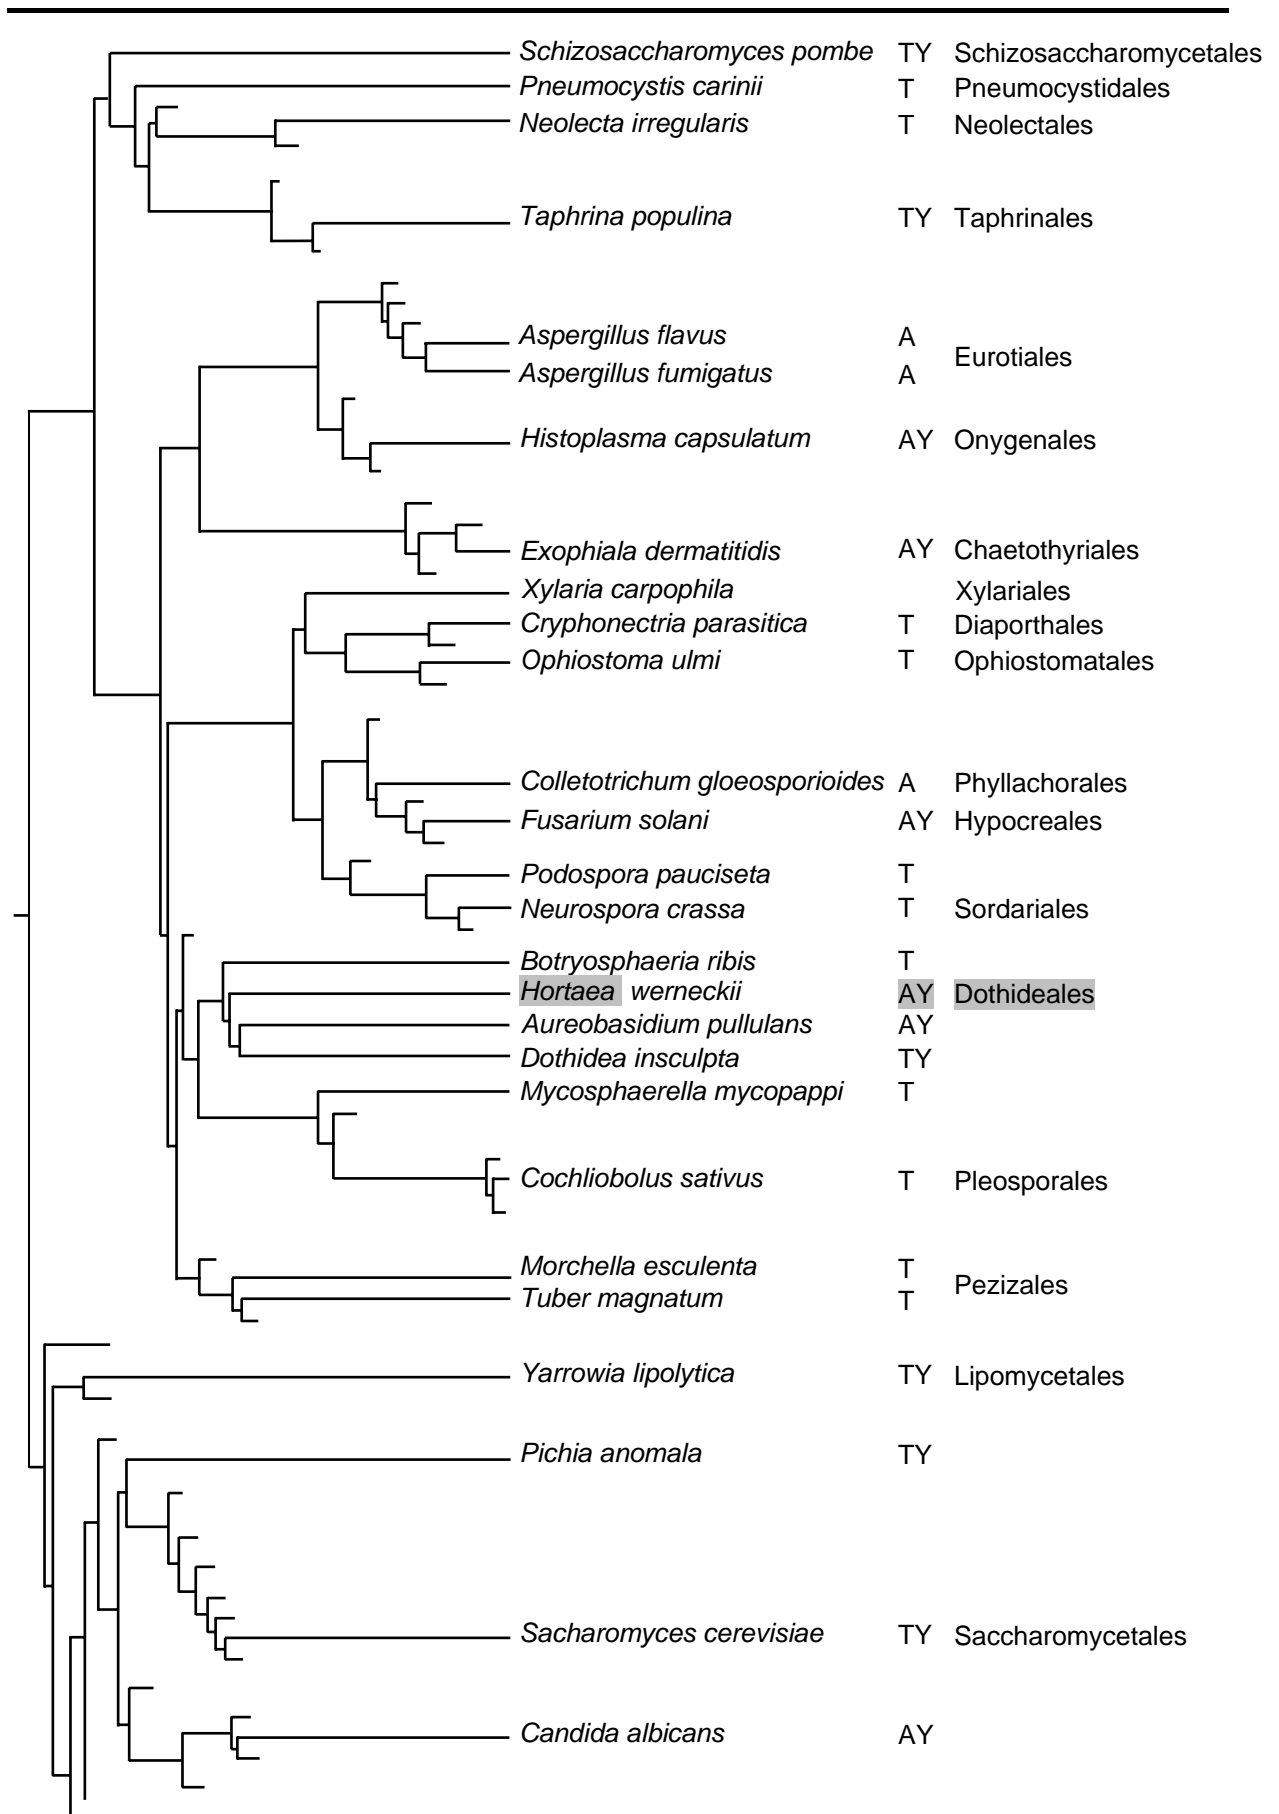 Schizosaccharomyces pombe TY Schizosaccharomycetales
Pneumocystis carinii T Pneumocystidales
Neolecta irregularis T Neolectales
Taphrina populina TY Taphrinales
Aspergillus flavus A
Eurotiales
Aspergillus fumigatus A
Histoplasma capsulatum AY Onygenales
Exophiala dermatitidis AY Chaetothyriales
Xylaria carpophila Xylariales
Cryphonectria parasitica T Diaporthales
Ophiostoma ulmi T Ophiostomatales
Colletotrichum gloeosporioides A Phyllachorales
Fusarium solani AY Hypocreales
Podospora pauciseta T
Neurospora crassa T Sordariales
Botryosphaeria ribis T
Hortaea werneckii AY Dothideales
Aureobasidium pullulans AY
Dothidea insculpta TY
Mycosphaerella mycopappi T
Cochliobolus sativus T Pleosporales
Morchella esculenta T
Pezizales
Tuber magnatum T
Yarrowia lipolytica TY Lipomycetales
Pichia anomala TY
Sacharomyces cerevisiae TY Saccharomycetales
Candida albicans AY